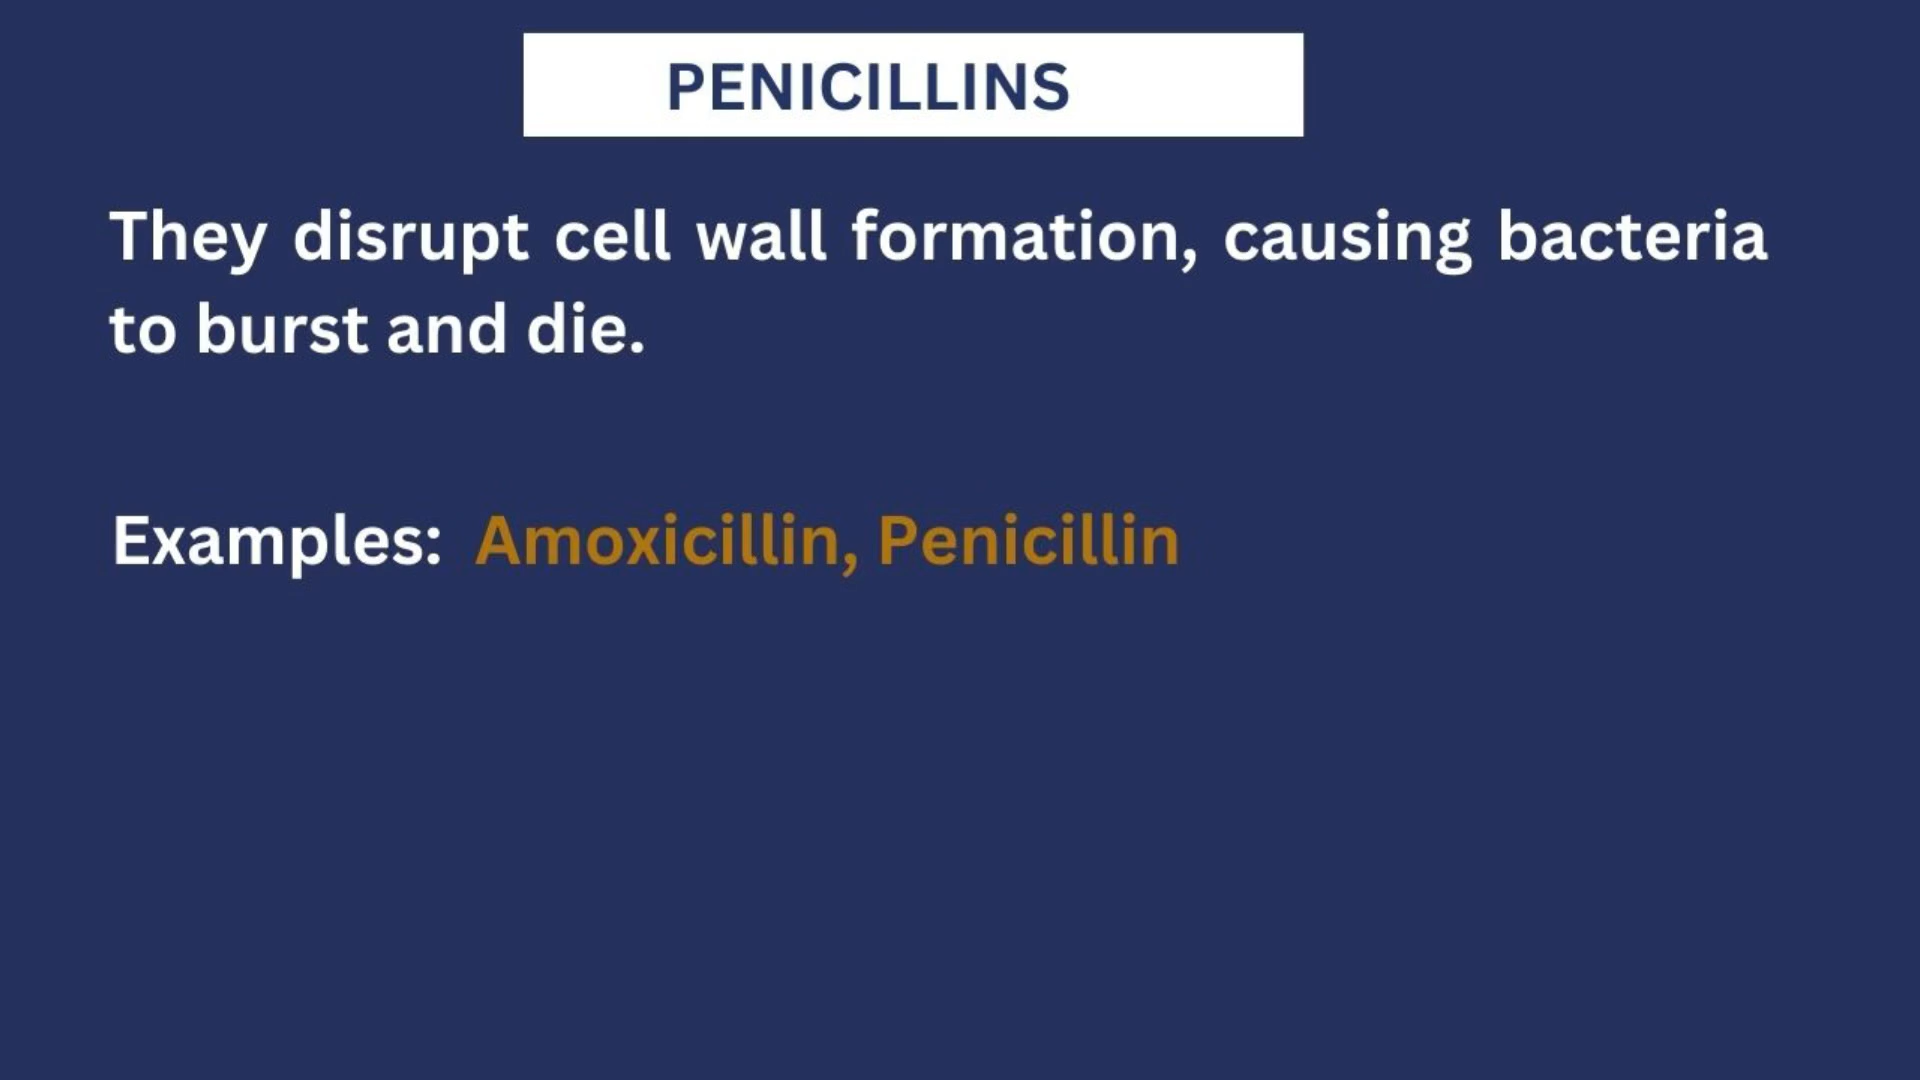 PENICILLINS
They disrupt cell wall formation, causing bacteria
to burst and die.
Examples: Amoxicillin, Penicillin